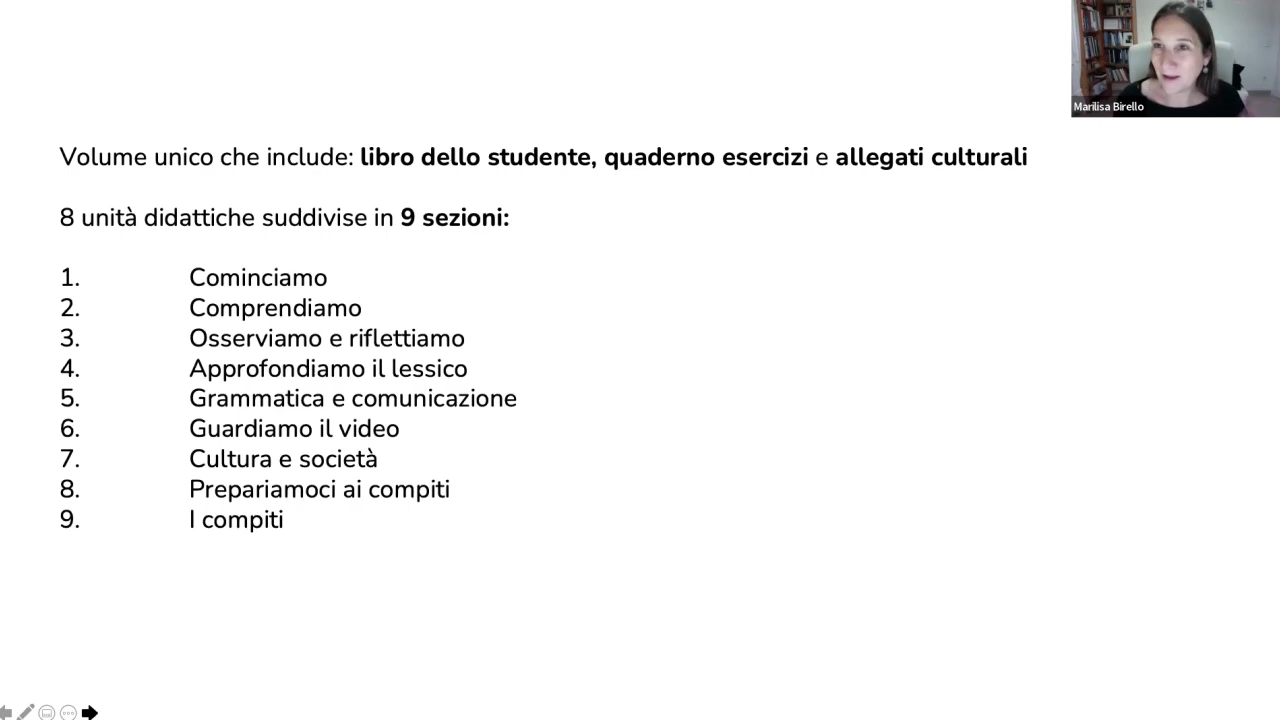 Marilisa Birello
Volume unico che include: libro dello studente, quaderno esercizi e allegati culturali
8 unità didattiche suddivise in 9 sezioni:
1. Cominciamo
2. Comprendiamo
3. Osserviamo e riflettiamo
4. Approfondiamo il lessico
5. Grammatica e comunicazione
6. Guardiamo il video
7. Cultura e società
8. Prepariamoci ai compiti
9. I compiti